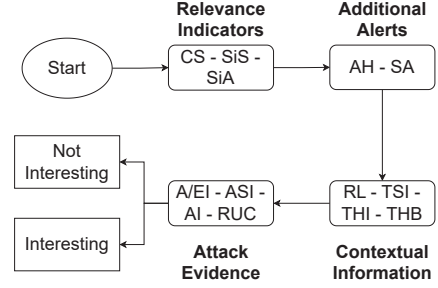 Relevance
Indicators
Additional
Alerts
Start
CS - SiS -
SiA
AH - SA
Not
Interesting
Interesting
A/EI - ASI -
AI - RUC
RL - TSI -
THI - THB
Attack
Evidence
Contextual
Information